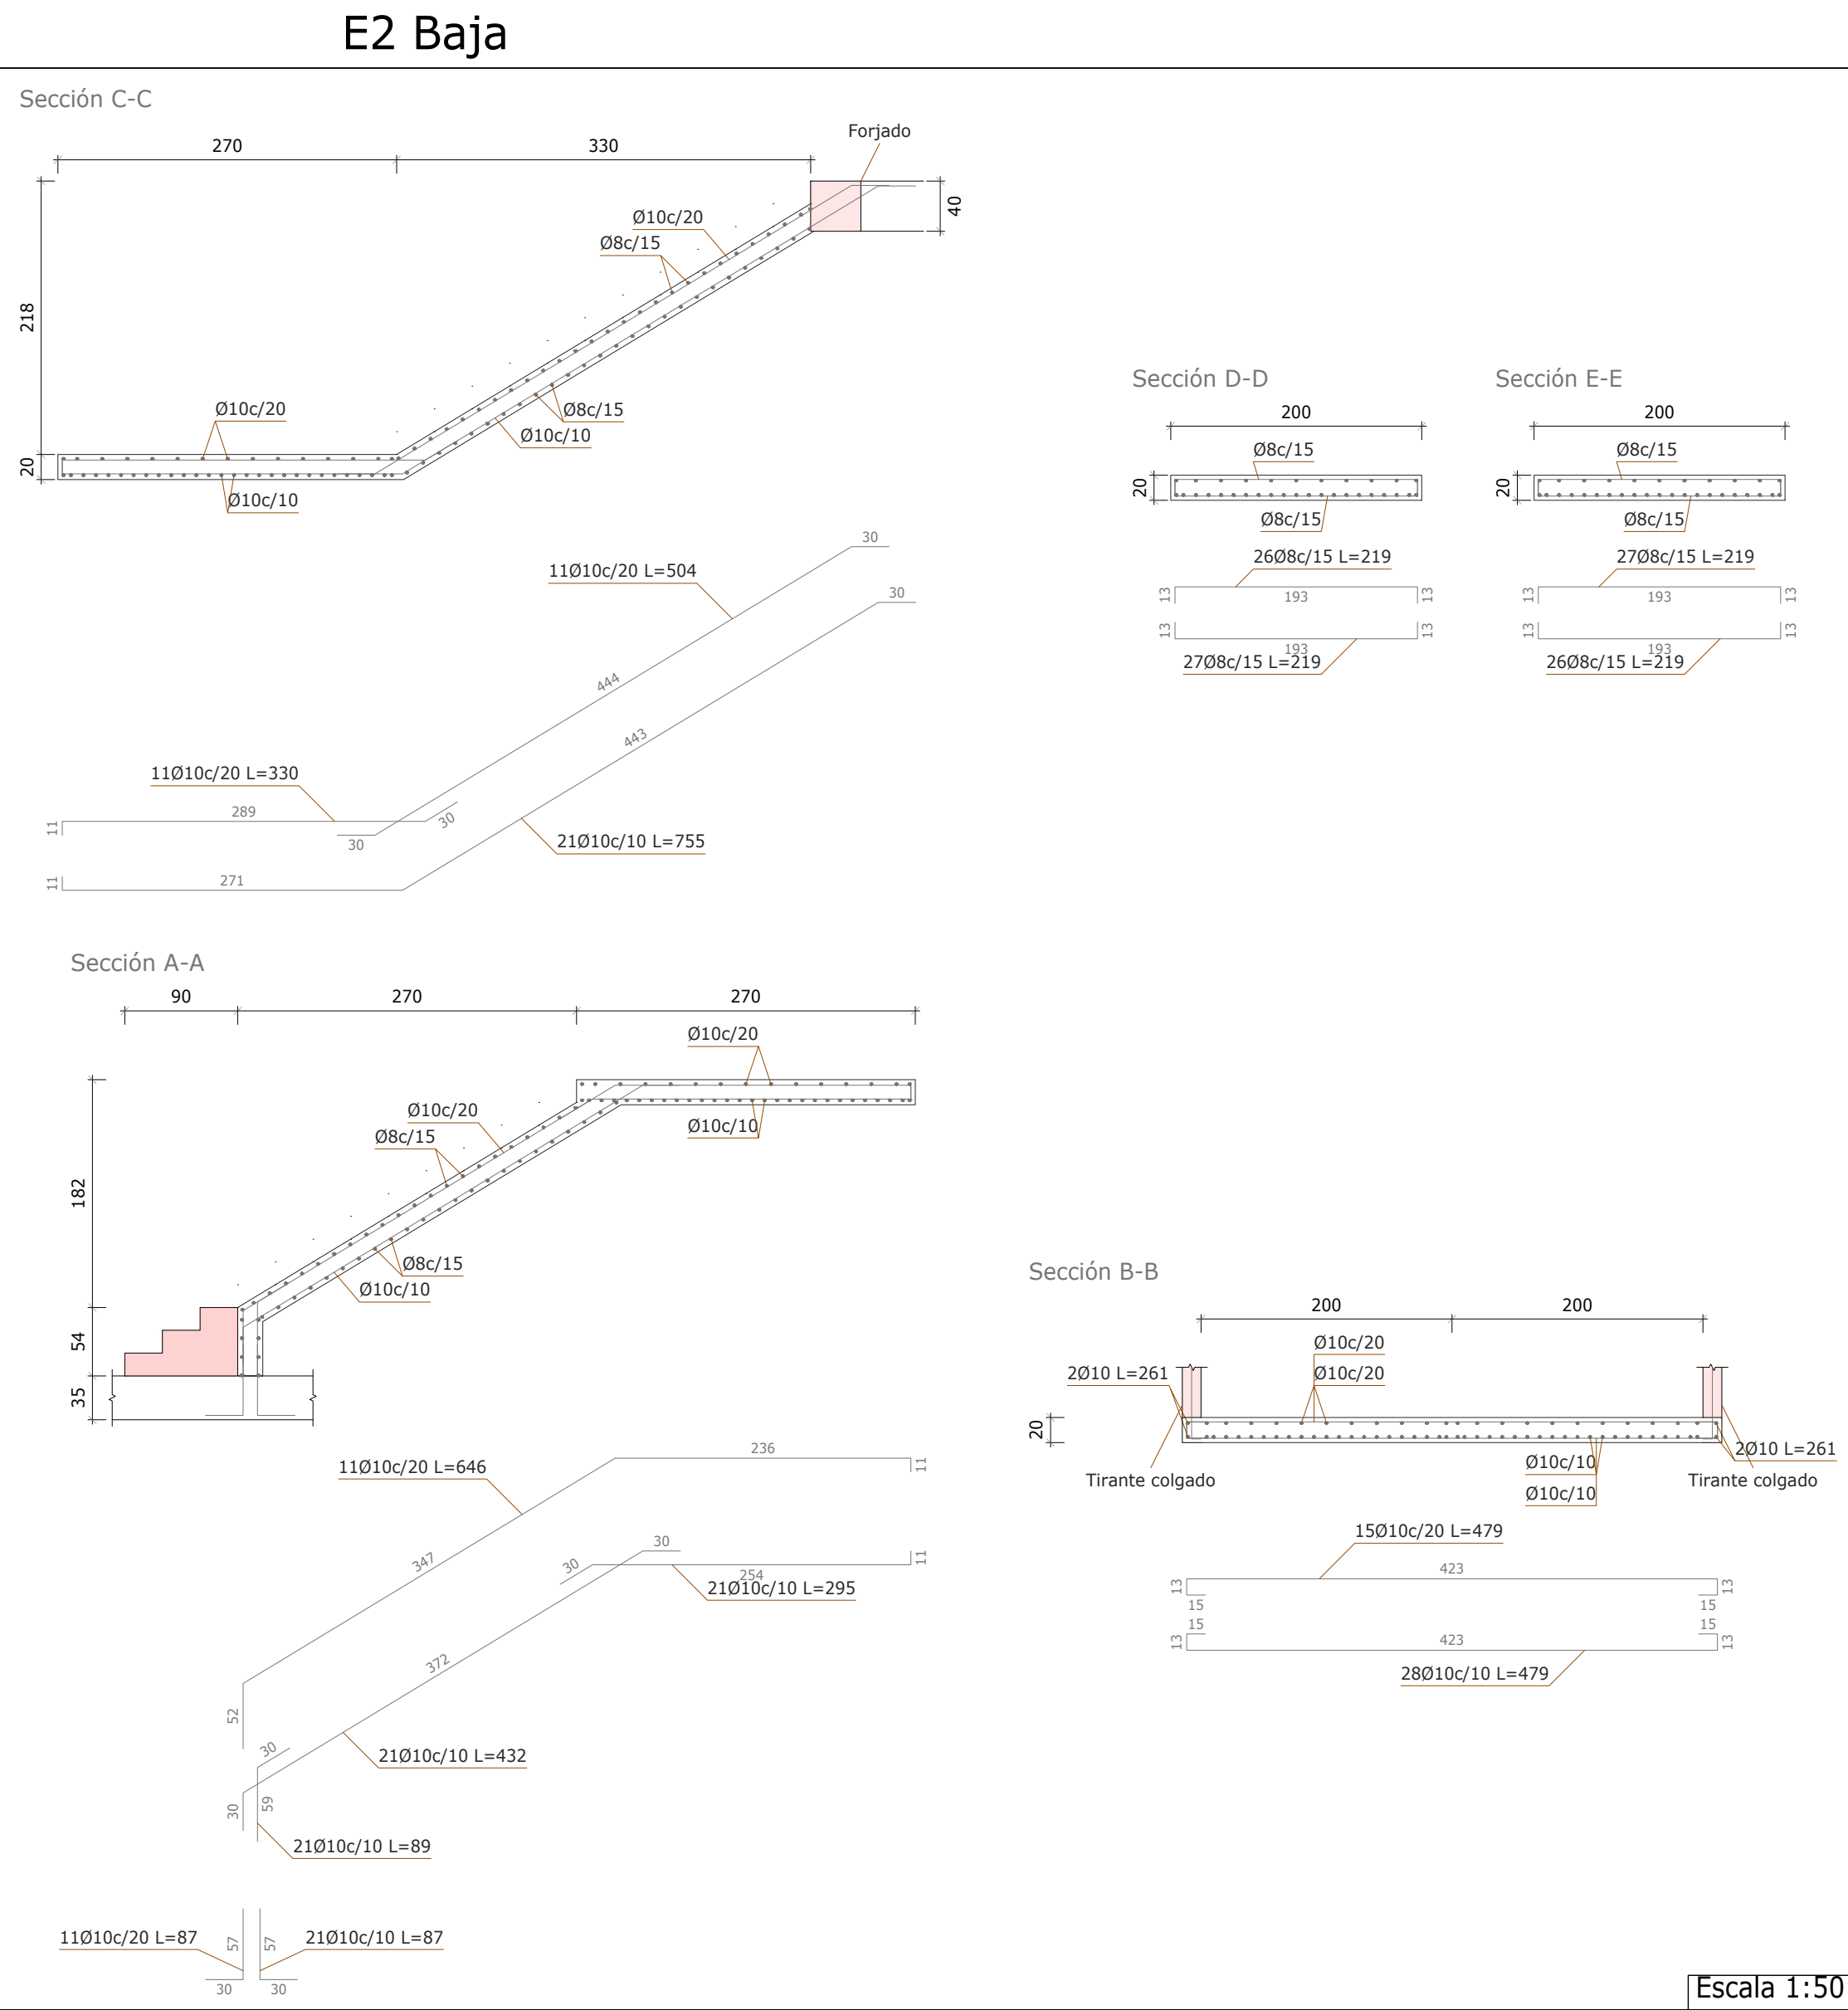 E2 Baja
Sección C-C
Forjado
270
330
40
Ø10c/20
Ø8c/15
218
Ø10c/20
Ø8c/15
Ø10c/10
20
Ø10c/10
30
11Ø10c/20 L=504
30
444
443
11Ø10c/20 L=330
289
11
30
30
21Ø10c/10 L=755
271
11
Sección D-D
200
Ø8c/15
20
Ø8c/15
26Ø8c/15 L=219
13
193
13
13
193
13
27Ø8c/15 L=219
Sección E-E
200
Ø8c/15
20
Ø8c/15
27Ø8c/15 L=219
13
193
13
13
193
13
26Ø8c/15 L=219
Sección A-A
90
270
270
Ø10c/20
Ø10c/20
Ø8c/15
Ø10c/10
182
Ø8c/15
Ø10c/10
54
35
236
11Ø10c/20 L=646
11
347
30
30
254
11
21Ø10c/10 L=295
372
52
30
21Ø10c/10 L=432
30
59
21Ø10c/10 L=89
11Ø10c/20 L=87
57
57
21Ø10c/10 L=87
30
30
Sección B-B
200
200
Ø10c/20
2Ø10 L=261
Ø10c/20
20
2Ø10 L=261
Ø10c/10
Tirante colgado
Tirante colgado
Ø10c/10
15Ø10c/20 L=479
423
13
13
15
15
15
15
13
423
13
28Ø10c/10 L=479
Escala 1:50